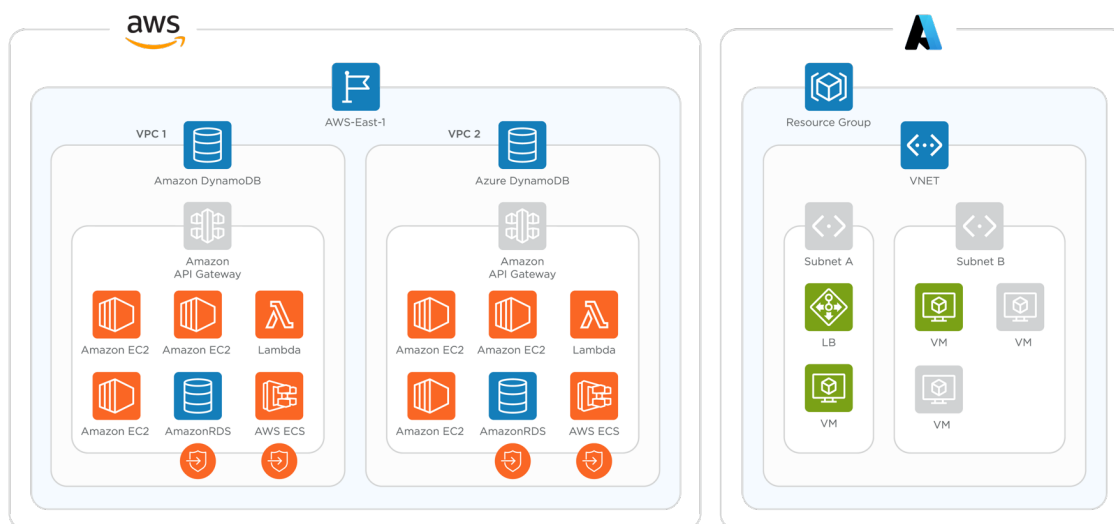 aws
AWS-East-1
VPC 1
Amazon DynamoDB
Amazon
API Gateway
Amazon EC2
Amazon EC2
Lambda
Amazon EC2
AmazonRDS
AWS ECS
VPC 2
Azure DynamoDB
Amazon
API Gateway
Amazon EC2
Amazon EC2
Lambda
Amazon EC2
AmazonRDS
AWS ECS
Resource Group
VNET
Subnet A
LB
VM
Subnet B
VM
VM
VM